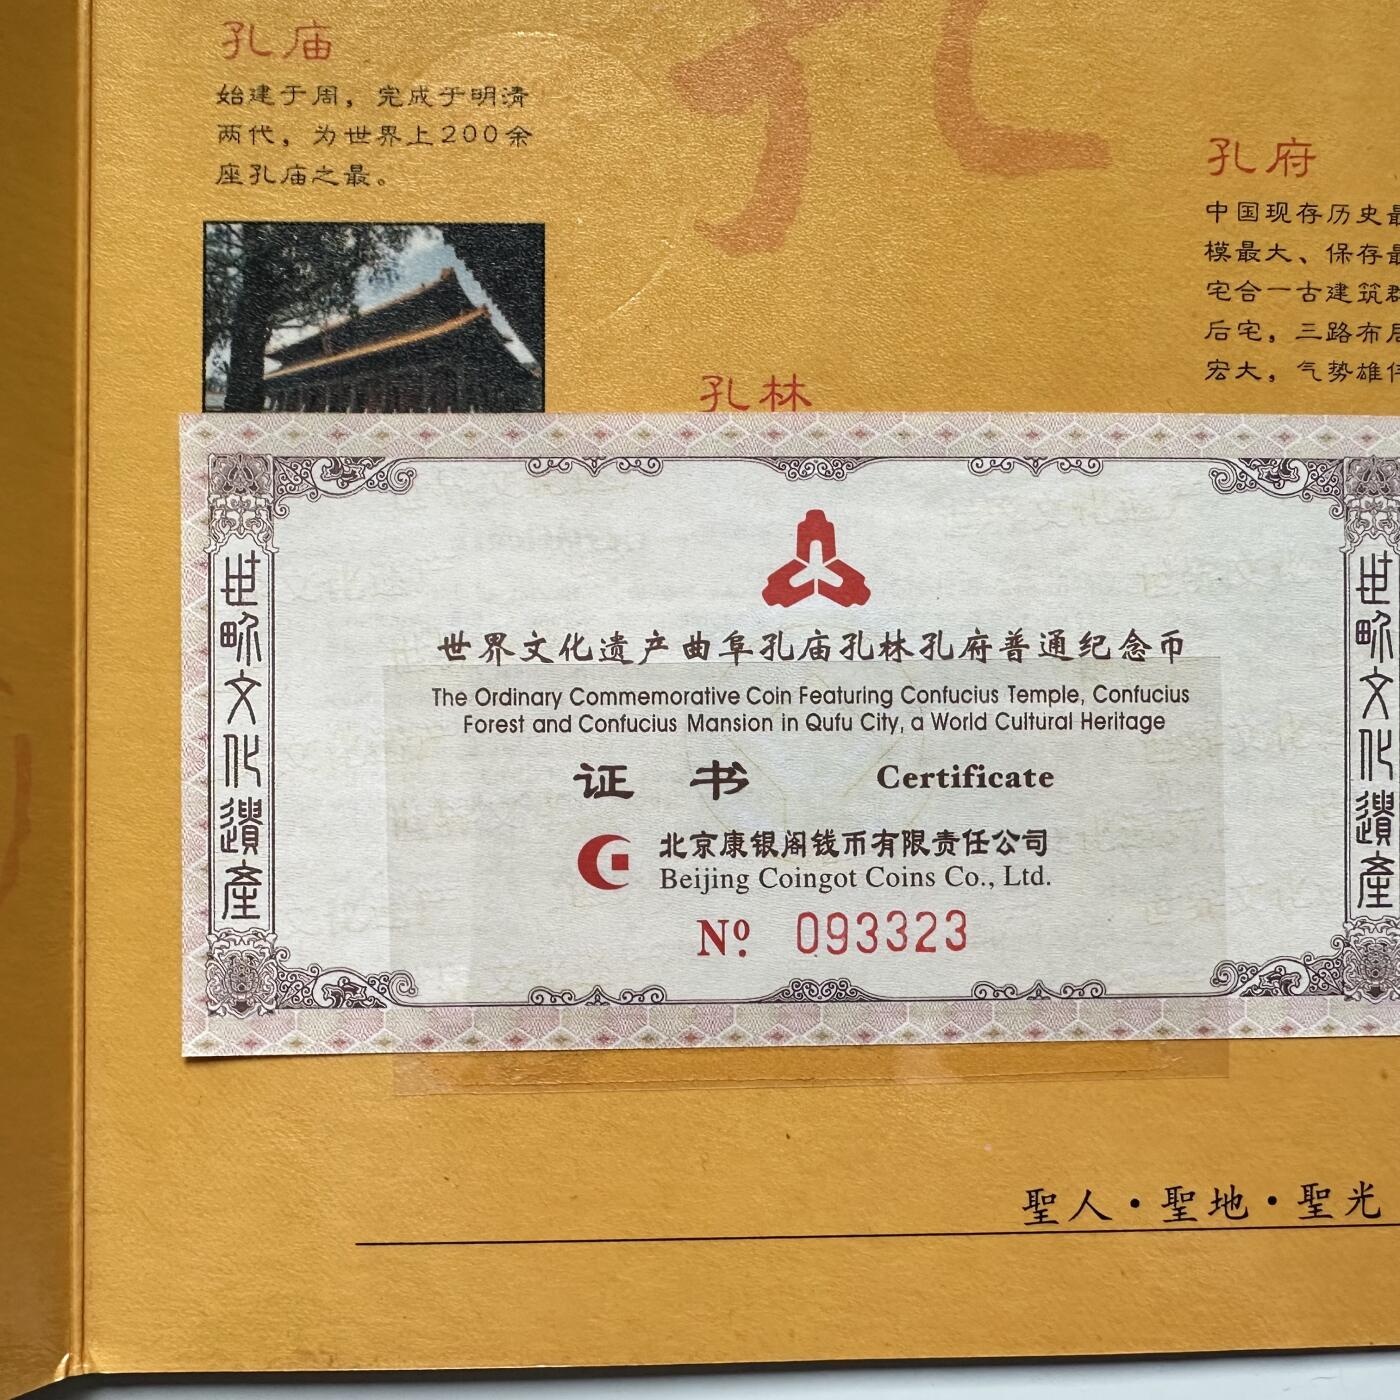 孔
孔庙
始建于周，完成于明清
两代，为世界上200余
座孔庙之最。
孔府
中国现存历史最
模最大、保存最
宅合一古建筑群
后宅，三路布局
宏大，气势雄伟
孔林
世界文化遗產
世界文化遗产曲阜孔庙孔林孔府普通纪念币
The Ordinary Commemorative Coin Featuring Confucius Temple, Confucius
Forest and Confucius Mansion in Qufu City, a World Cultural Heritage
证 书 Certificate
北京康银阁钱币有限责任公司
Beijing Coingot Coins Co., Ltd.
Nº. 093323
世界文化遺產
聖人·聖地·聖光